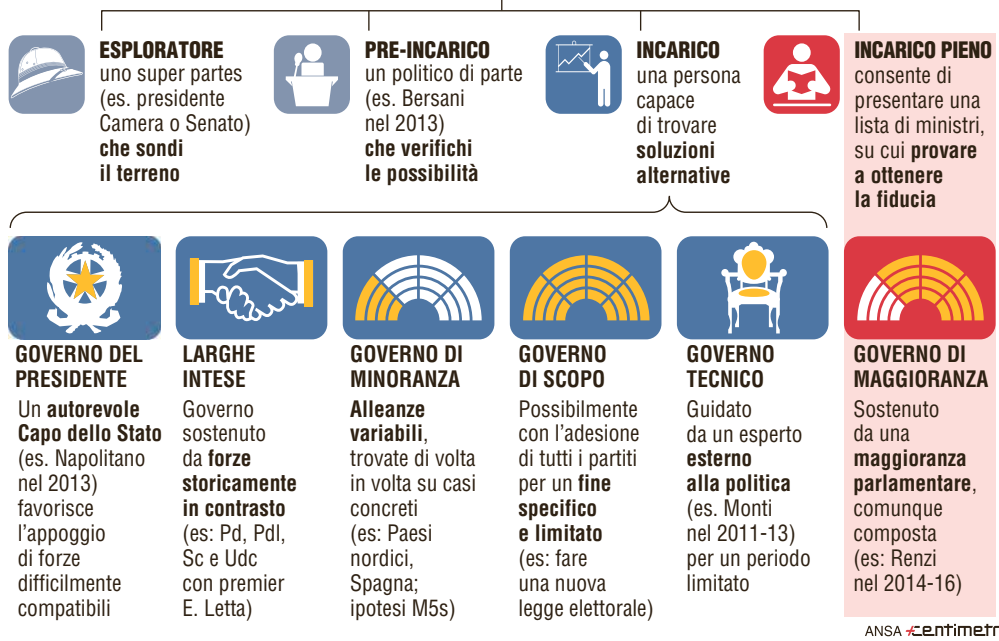 ESPLORATORE
uno super partes
(es. presidente
Camera o Senato)
che sondi
il terreno
PRE-INCARICO
un politico di parte
(es. Bersani
nel 2013)
che verifichi
le possibilità
INCARICO
una persona
capace
di trovare
soluzioni
alternative
INCARICO PIENO
consente di
presentare una
lista di ministri,
su cui provare
a ottenere
la fiducia
GOVERNO DEL
PRESIDENTE
Un autorevole
Capo dello Stato
(es. Napolitano
nel 2013)
favorisce
l'appoggio
di forze
difficilmente
compatibili
LARGHE
INTESE
Governo
sostenuto
da forze
storicamente
in contrasto
(es: Pd, Pdl,
Sc e Udc
con premier
E. Letta)
GOVERNO DI
MINORANZA
Alleanze
variabili,
trovate di volta
in volta su casi
concreti
(es: Paesi
nordici,
Spagna;
ipotesi M5s)
GOVERNO
DI SCOPO
Possibilmente
con l'adesione
di tutti i partiti
per un fine
specifico
e limitato
(es: fare
una nuova
legge elettorale)
GOVERNO
TECNICO
Guidato
da un esperto
esterno
alla politica
(es. Monti
nel 2011-13)
per un periodo
limitato
GOVERNO DI
MAGGIORANZA
Sostenuto
da una
maggioranza
parlamentare,
comunque
composta
(es: Renzi
nel 2014-16)
ANSA centimetr